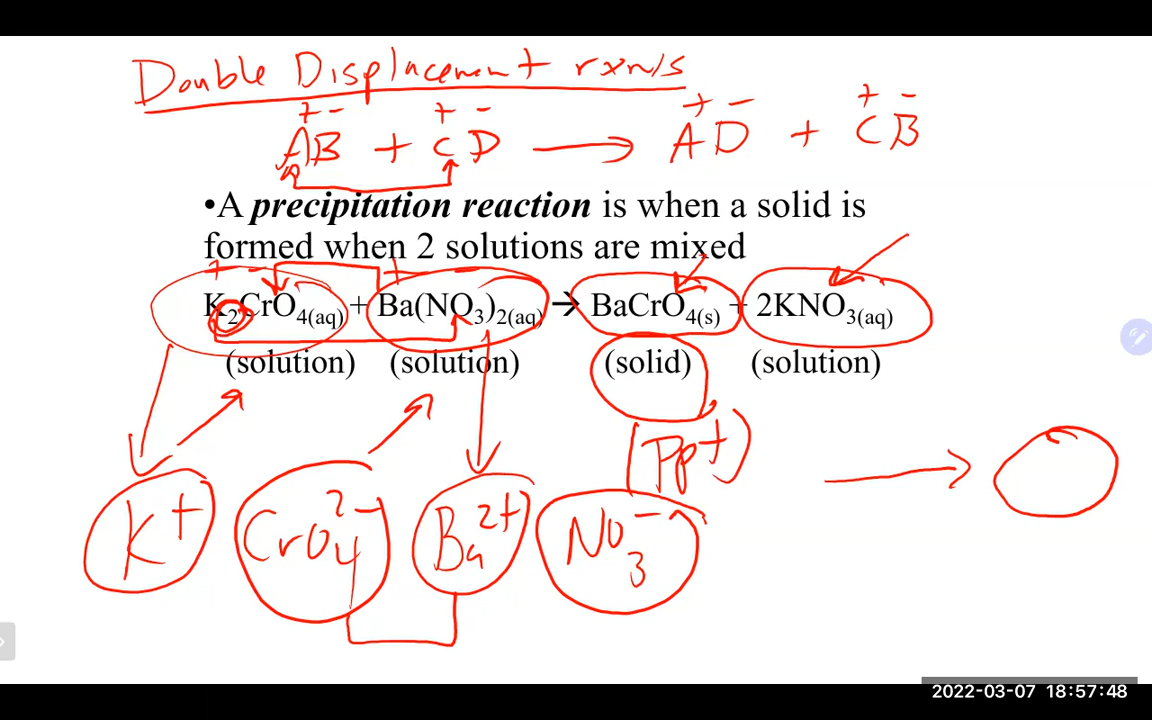 Double Displacement rxn/s
+ - + - + - + -
AB + CD → AD + CB
•A precipitation reaction is when a solid is
formed when 2 solutions are mixed
+ - + -
K₂CrO₄(aq) + Ba(NO₃)₂(aq) → BaCrO₄(s) + 2KNO₃(aq)
(solution) (solution) (solid) (solution)
(Ppt)
K⁺ CrO₄²⁻ Ba²⁺ NO₃⁻
2022-03-07 18:57:48